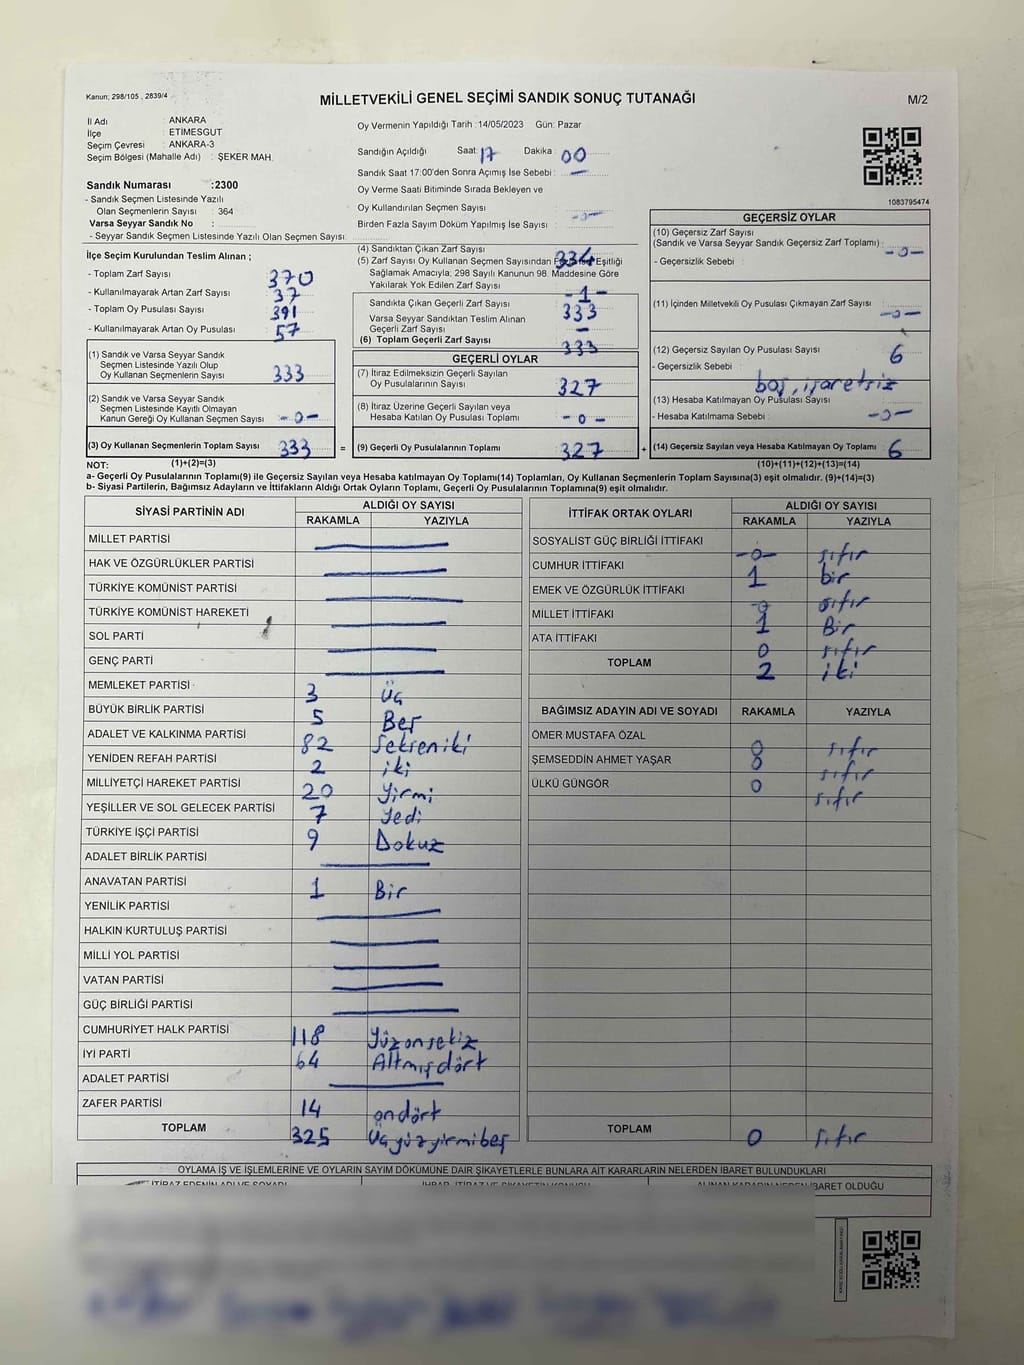 Kanun; 298/105 , 2839/4
MİLLETVEKİLİ GENEL SEÇİMİ SANDIK SONUÇ TUTANAĞI
M/2
İl Adı : ANKARA
İlçe : ETİMESGUT
Seçim Çevresi : ANKARA-3
Seçim Bölgesi (Mahalle Adı) : ŞEKER MAH.
Oy Vermenin Yapıldığı Tarih :14/05/2023 Gün: Pazar
Sandığın Açıldığı Saat: 17 Dakika : 00
Sandık Saat 17:00'den Sonra Açımış İse Sebebi : —
Oy Verme Saati Bitiminde Sırada Bekleyen ve
Oy Kullandırılan Seçmen Sayısı
Birden Fazla Sayım Döküm Yapılmış İse Sayısı : -0-
1083795474
Sandık Numarası :2300
- Sandık Seçmen Listesinde Yazılı
Olan Seçmenlerin Sayısı : 364
Varsa Seyyar Sandık No :
- Seyyar Sandık Seçmen Listesinde Yazılı Olan Seçmen Sayısı:
İlçe Seçim Kurulundan Teslim Alınan ;
- Toplam Zarf Sayısı : 370
- Kullanılmayarak Artan Zarf Sayısı : 37
- Toplam Oy Pusulası Sayısı : 391
- Kullanılmayarak Artan Oy Pusulası : 57
(4) Sandıktan Çıkan Zarf Sayısı : 334
(5) Zarf Sayısı Oy Kullanan Seçmen Sayısından Eşitliği
Sağlamak Amacıyla, 298 Sayılı Kanunun 98. Maddesine Göre
Yakılarak Yok Edilen Zarf Sayısı : -1-
Sandıkta Çıkan Geçerli Zarf Sayısı : 333
Varsa Seyyar Sandıktan Teslim Alınan
Geçerli Zarf Sayısı : —
(6) Toplam Geçerli Zarf Sayısı : 333
GEÇERSİZ OYLAR
(10) Geçersiz Zarf Sayısı
(Sandık ve Varsa Seyyar Sandık Geçersiz Zarf Toplamı) : -0-
- Geçersizlik Sebebi :
(11) İçinden Milletvekili Oy Pusulası Çıkmayan Zarf Sayısı : -0-
(12) Geçersiz Sayılan Oy Pusulası Sayısı : 6
- Geçersizlik Sebebi : boş, işaretsiz
(13) Hesaba Katılmayan Oy Pusulası Sayısı
- Hesaba Katılmama Sebebi : -0-
(14) Geçersiz Sayılan veya Hesaba Katılmayan Oy Toplamı : 6
(10)+(11)+(12)+(13)=(14)
(1) Sandık ve Varsa Seyyar Sandık
Seçmen Listesinde Yazılı Olup
Oy Kullanan Seçmenlerin Sayısı : 333
(2) Sandık ve Varsa Seyyar Sandık
Seçmen Listesinde Kayıtlı Olmayan
Kanun Gereği Oy Kullanan Seçmen Sayısı : -0-
(3) Oy Kullanan Seçmenlerin Toplam Sayısı : 333 =
GEÇERLİ OYLAR
(7) İtiraz Edilmeksizin Geçerli Sayılan
Oy Pusulalarının Sayısı : 327
(8) İtiraz Üzerine Geçerli Sayılan veya
Hesaba Katılan Oy Pusulası Toplamı : -0-
(9) Geçerli Oy Pusulalarının Toplamı : 327 +
NOT: (1)+(2)=(3)
a- Geçerli Oy Pusulalarının Toplamı(9) ile Geçersiz Sayılan veya Hesaba katılmayan Oy Toplamı(14) Toplamları, Oy Kullanan Seçmenlerin Toplam Sayısına(3) eşit olmalıdır. (9)+(14)=(3)
b- Siyasi Partilerin, Bağımsız Adayların ve İttifakların Aldığı Ortak Oyların Toplamı, Geçerli Oy Pusulalarının Toplamına(9) eşit olmalıdır.
SİYASİ PARTİNİN ADI ALDIĞI OY SAYISI
RAKAMLA YAZIYLA
MİLLET PARTİSİ
HAK VE ÖZGÜRLÜKLER PARTİSİ
TÜRKİYE KOMÜNİST PARTİSİ
TÜRKİYE KOMÜNİST HAREKETİ
SOL PARTİ
GENÇ PARTİ
MEMLEKET PARTİSİ 3 Üç
BÜYÜK BİRLİK PARTİSİ 5 Beş
ADALET VE KALKINMA PARTİSİ 82 Seksen iki
YENİDEN REFAH PARTİSİ 2 iki
MİLLİYETÇİ HAREKET PARTİSİ 20 Yirmi
YEŞİLLER VE SOL GELECEK PARTİSİ 7 Yedi
TÜRKİYE İŞÇİ PARTİSİ 9 Dokuz
ADALET BİRLİK PARTİSİ
ANAVATAN PARTİSİ 1 Bir
YENİLİK PARTİSİ
HALKIN KURTULUŞ PARTİSİ
MİLLİ YOL PARTİSİ
VATAN PARTİSİ
GÜÇ BİRLİĞİ PARTİSİ
CUMHURİYET HALK PARTİSİ 118 Yüzonsekiz
İYİ PARTİ 64 Altmışdört
ADALET PARTİSİ
ZAFER PARTİSİ 14 ondört
TOPLAM 325 Üçyüzyirmibeş
İTTİFAK ORTAK OYLARI ALDIĞI OY SAYISI
RAKAMLA YAZIYLA
SOSYALİST GÜÇ BİRLİĞİ İTTİFAKI -0- sıfır
CUMHUR İTTİFAKI 1 bir
EMEK VE ÖZGÜRLÜK İTTİFAKI 0 sıfır
MİLLET İTTİFAKI 1 Bir
ATA İTTİFAKI 0 sıfır
TOPLAM 2 iki
BAĞIMSIZ ADAYIN ADI VE SOYADI RAKAMLA YAZIYLA
ÖMER MUSTAFA ÖZAL 0 sıfır
ŞEMSEDDİN AHMET YAŞAR 0 sıfır
ÜLKÜ GÜNGÖR 0 sıfır
TOPLAM 0 sıfır
OYLAMA İŞ VE İŞLEMLERİNE VE OYLARIN SAYIM DÖKÜMÜNE DAİR ŞİKAYETLERLE BUNLARA AİT KARARLARIN NELERDEN İBARET BULUNDUKLARI
İTİRAZ EDENİN ADI VE SOYADI İHBAR, İTİRAZ VE ŞİKAYETİN KONUSU ALINAN KARARIN NEDEN İBARET OLDUĞU